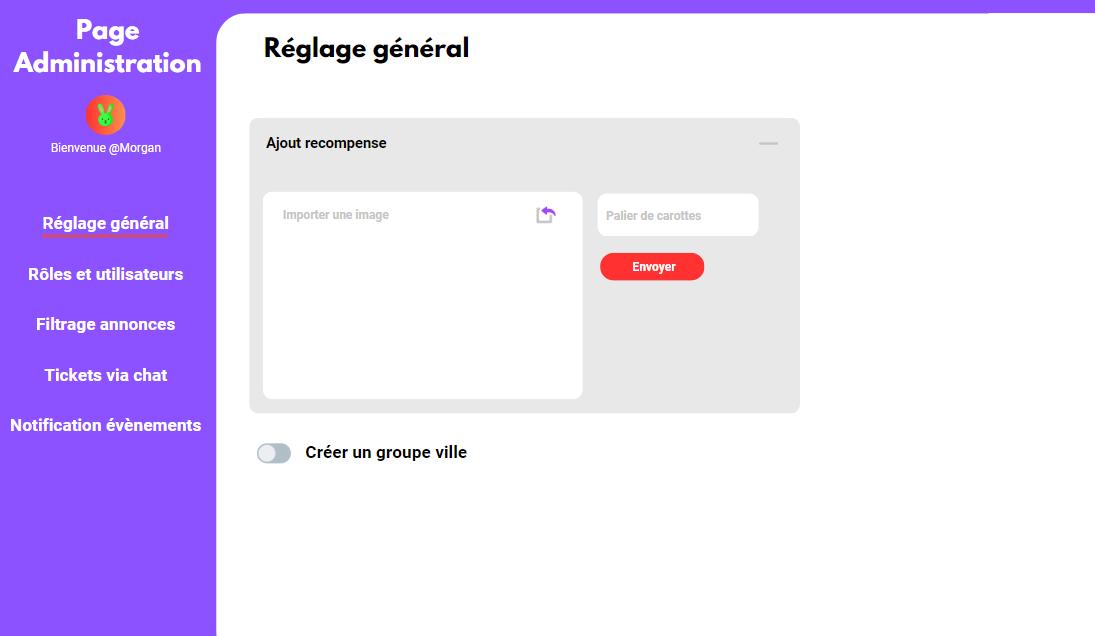 Page
Administration
Bienvenue @Morgan
Réglage général
Rôles et utilisateurs
Filtrage annonces
Tickets via chat
Notification évènements
Réglage général
Ajout recompense
Importer une image
Palier de carottes
Envoyer
Créer un groupe ville